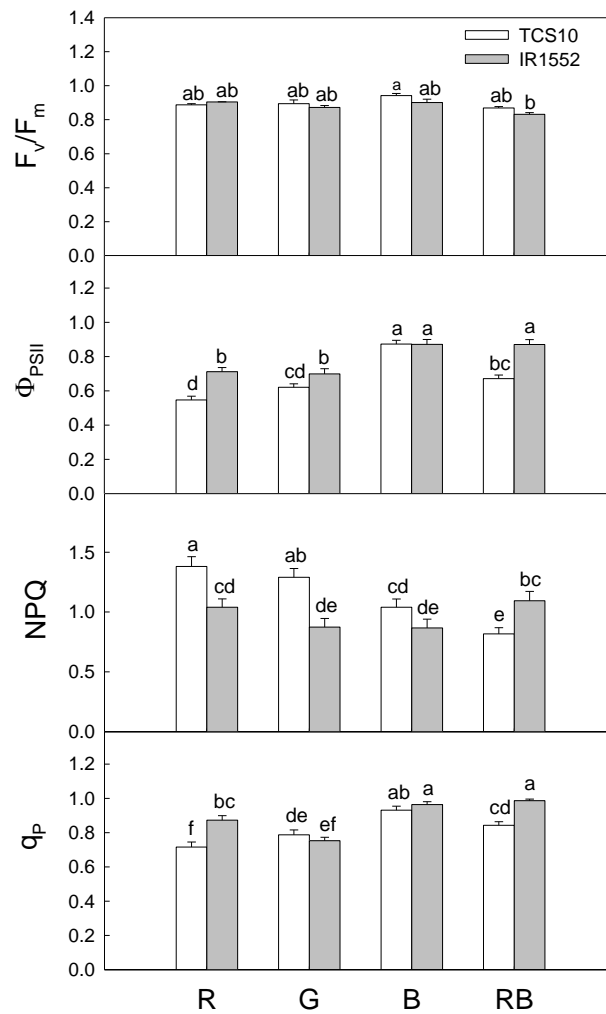 1.4
TCS10
IR1552
1.2
ab ab ab ab a ab ab b
1.0
0.8
0.6
0.4
0.2
0.0
Fv/Fm
1.2
a a a
1.0
b b bc
0.8
d cd
0.6
0.4
0.2
0.0
ΦPSII
a ab
1.5
cd cd bc
de de e
1.0
0.5
0.0
NPQ
1.2
ab a a
1.0
bc de cd
f ef
0.8
0.6
0.4
0.2
0.0
qP
R G B RB